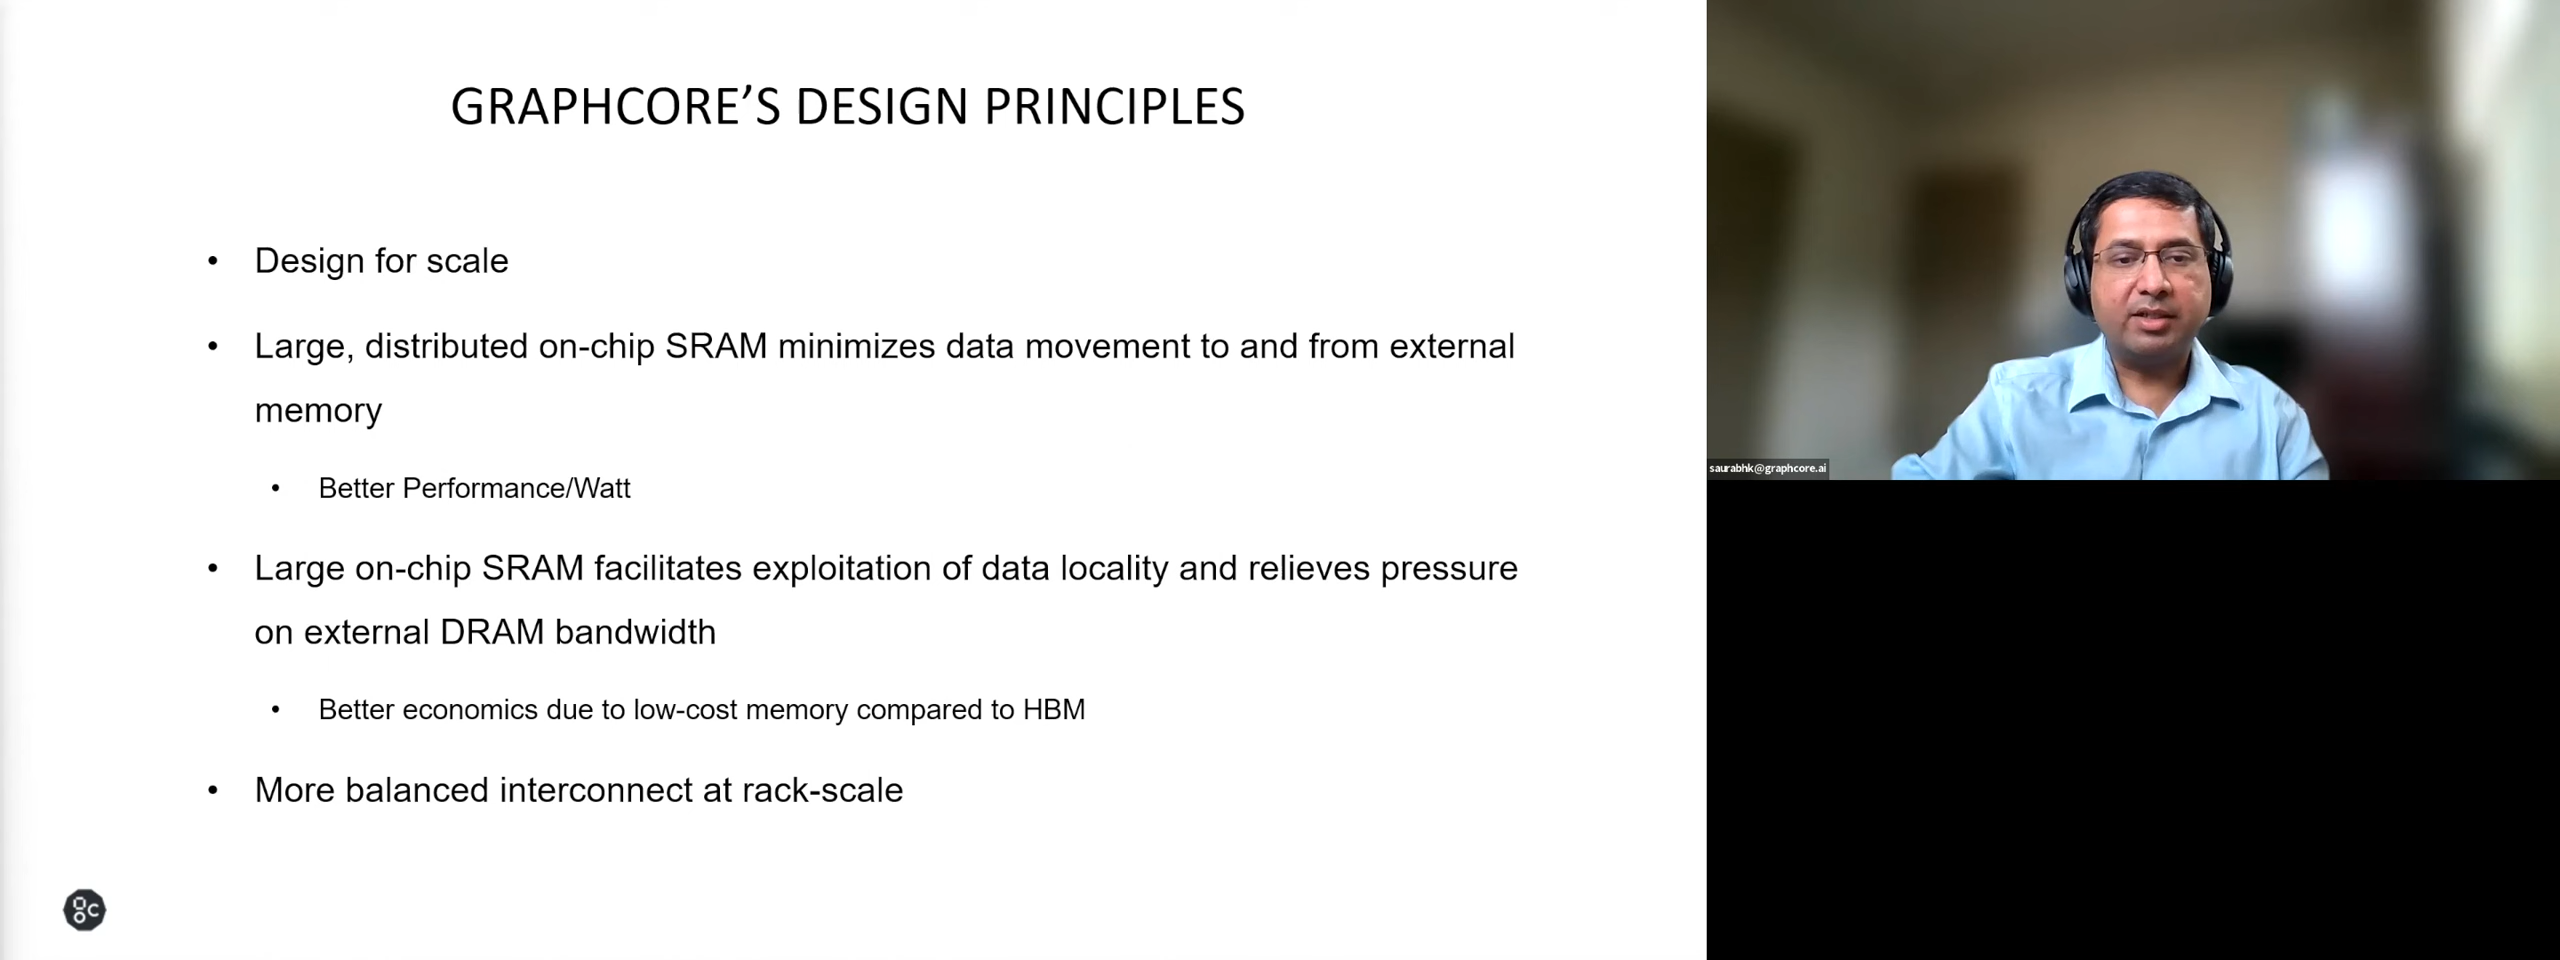 GRAPHCORE’S DESIGN PRINCIPLES
• Design for scale
• Large, distributed on-chip SRAM minimizes data movement to and from external
memory
• Better Performance/Watt
• Large on-chip SRAM facilitates exploitation of data locality and relieves pressure
on external DRAM bandwidth
• Better economics due to low-cost memory compared to HBM
• More balanced interconnect at rack-scale
gc
saurabhk@graphcore.ai